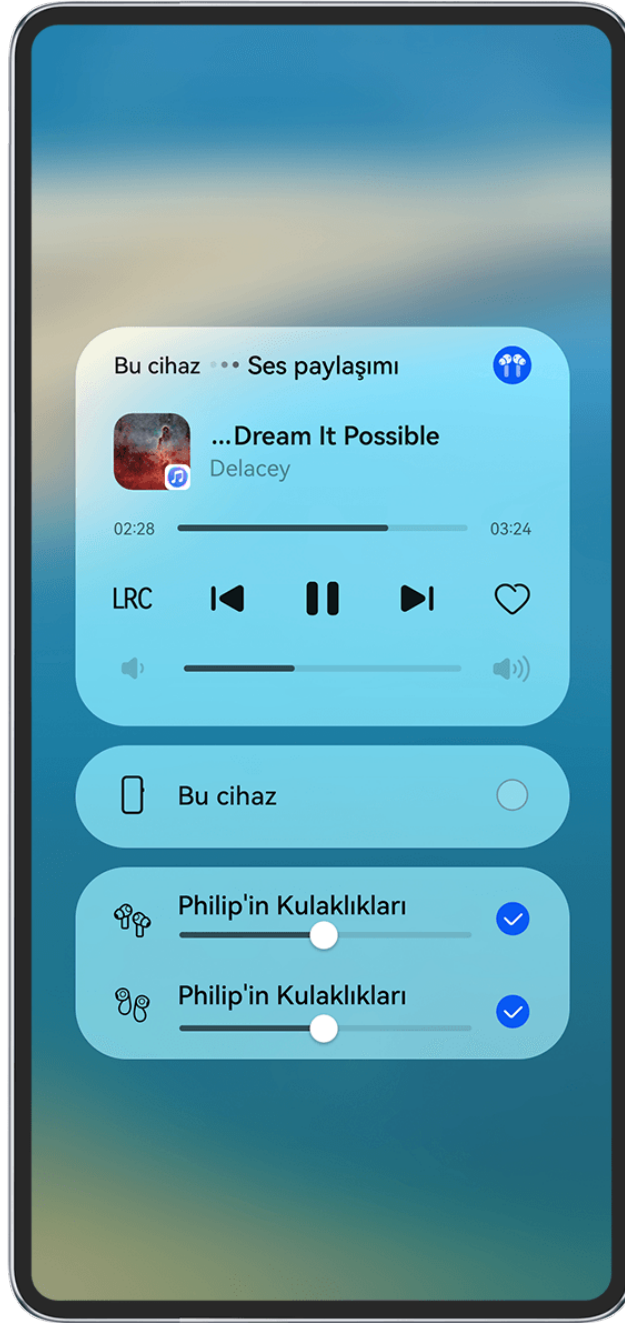 Bu cihaz ••• Ses paylaşımı
...Dream It Possible
Delacey
02:28 03:24
LRC
Bu cihaz
Philip'in Kulaklıkları
Philip'in Kulaklıkları